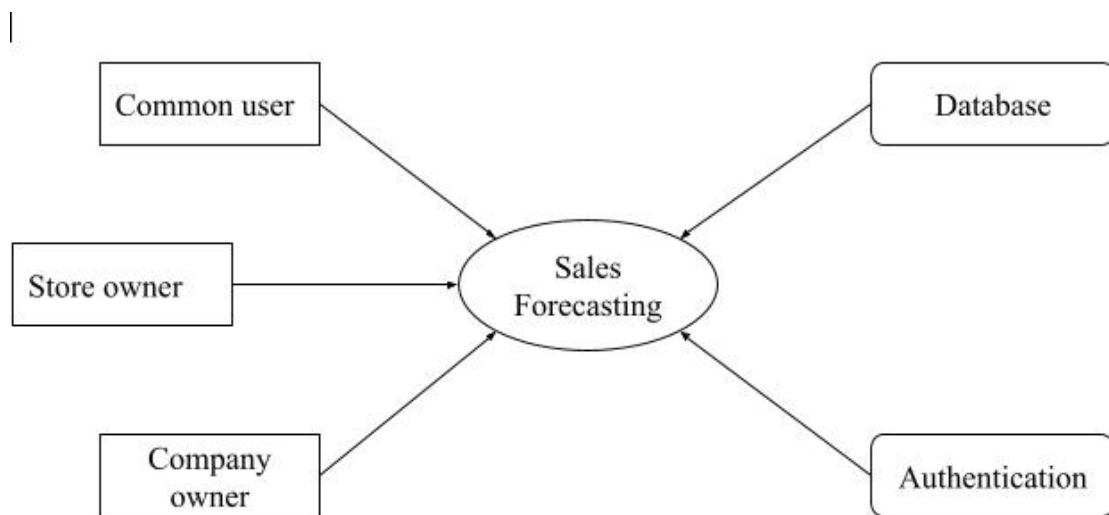 Common user
Database
Sales
Forecasting
Store owner
Company
owner
Authentication